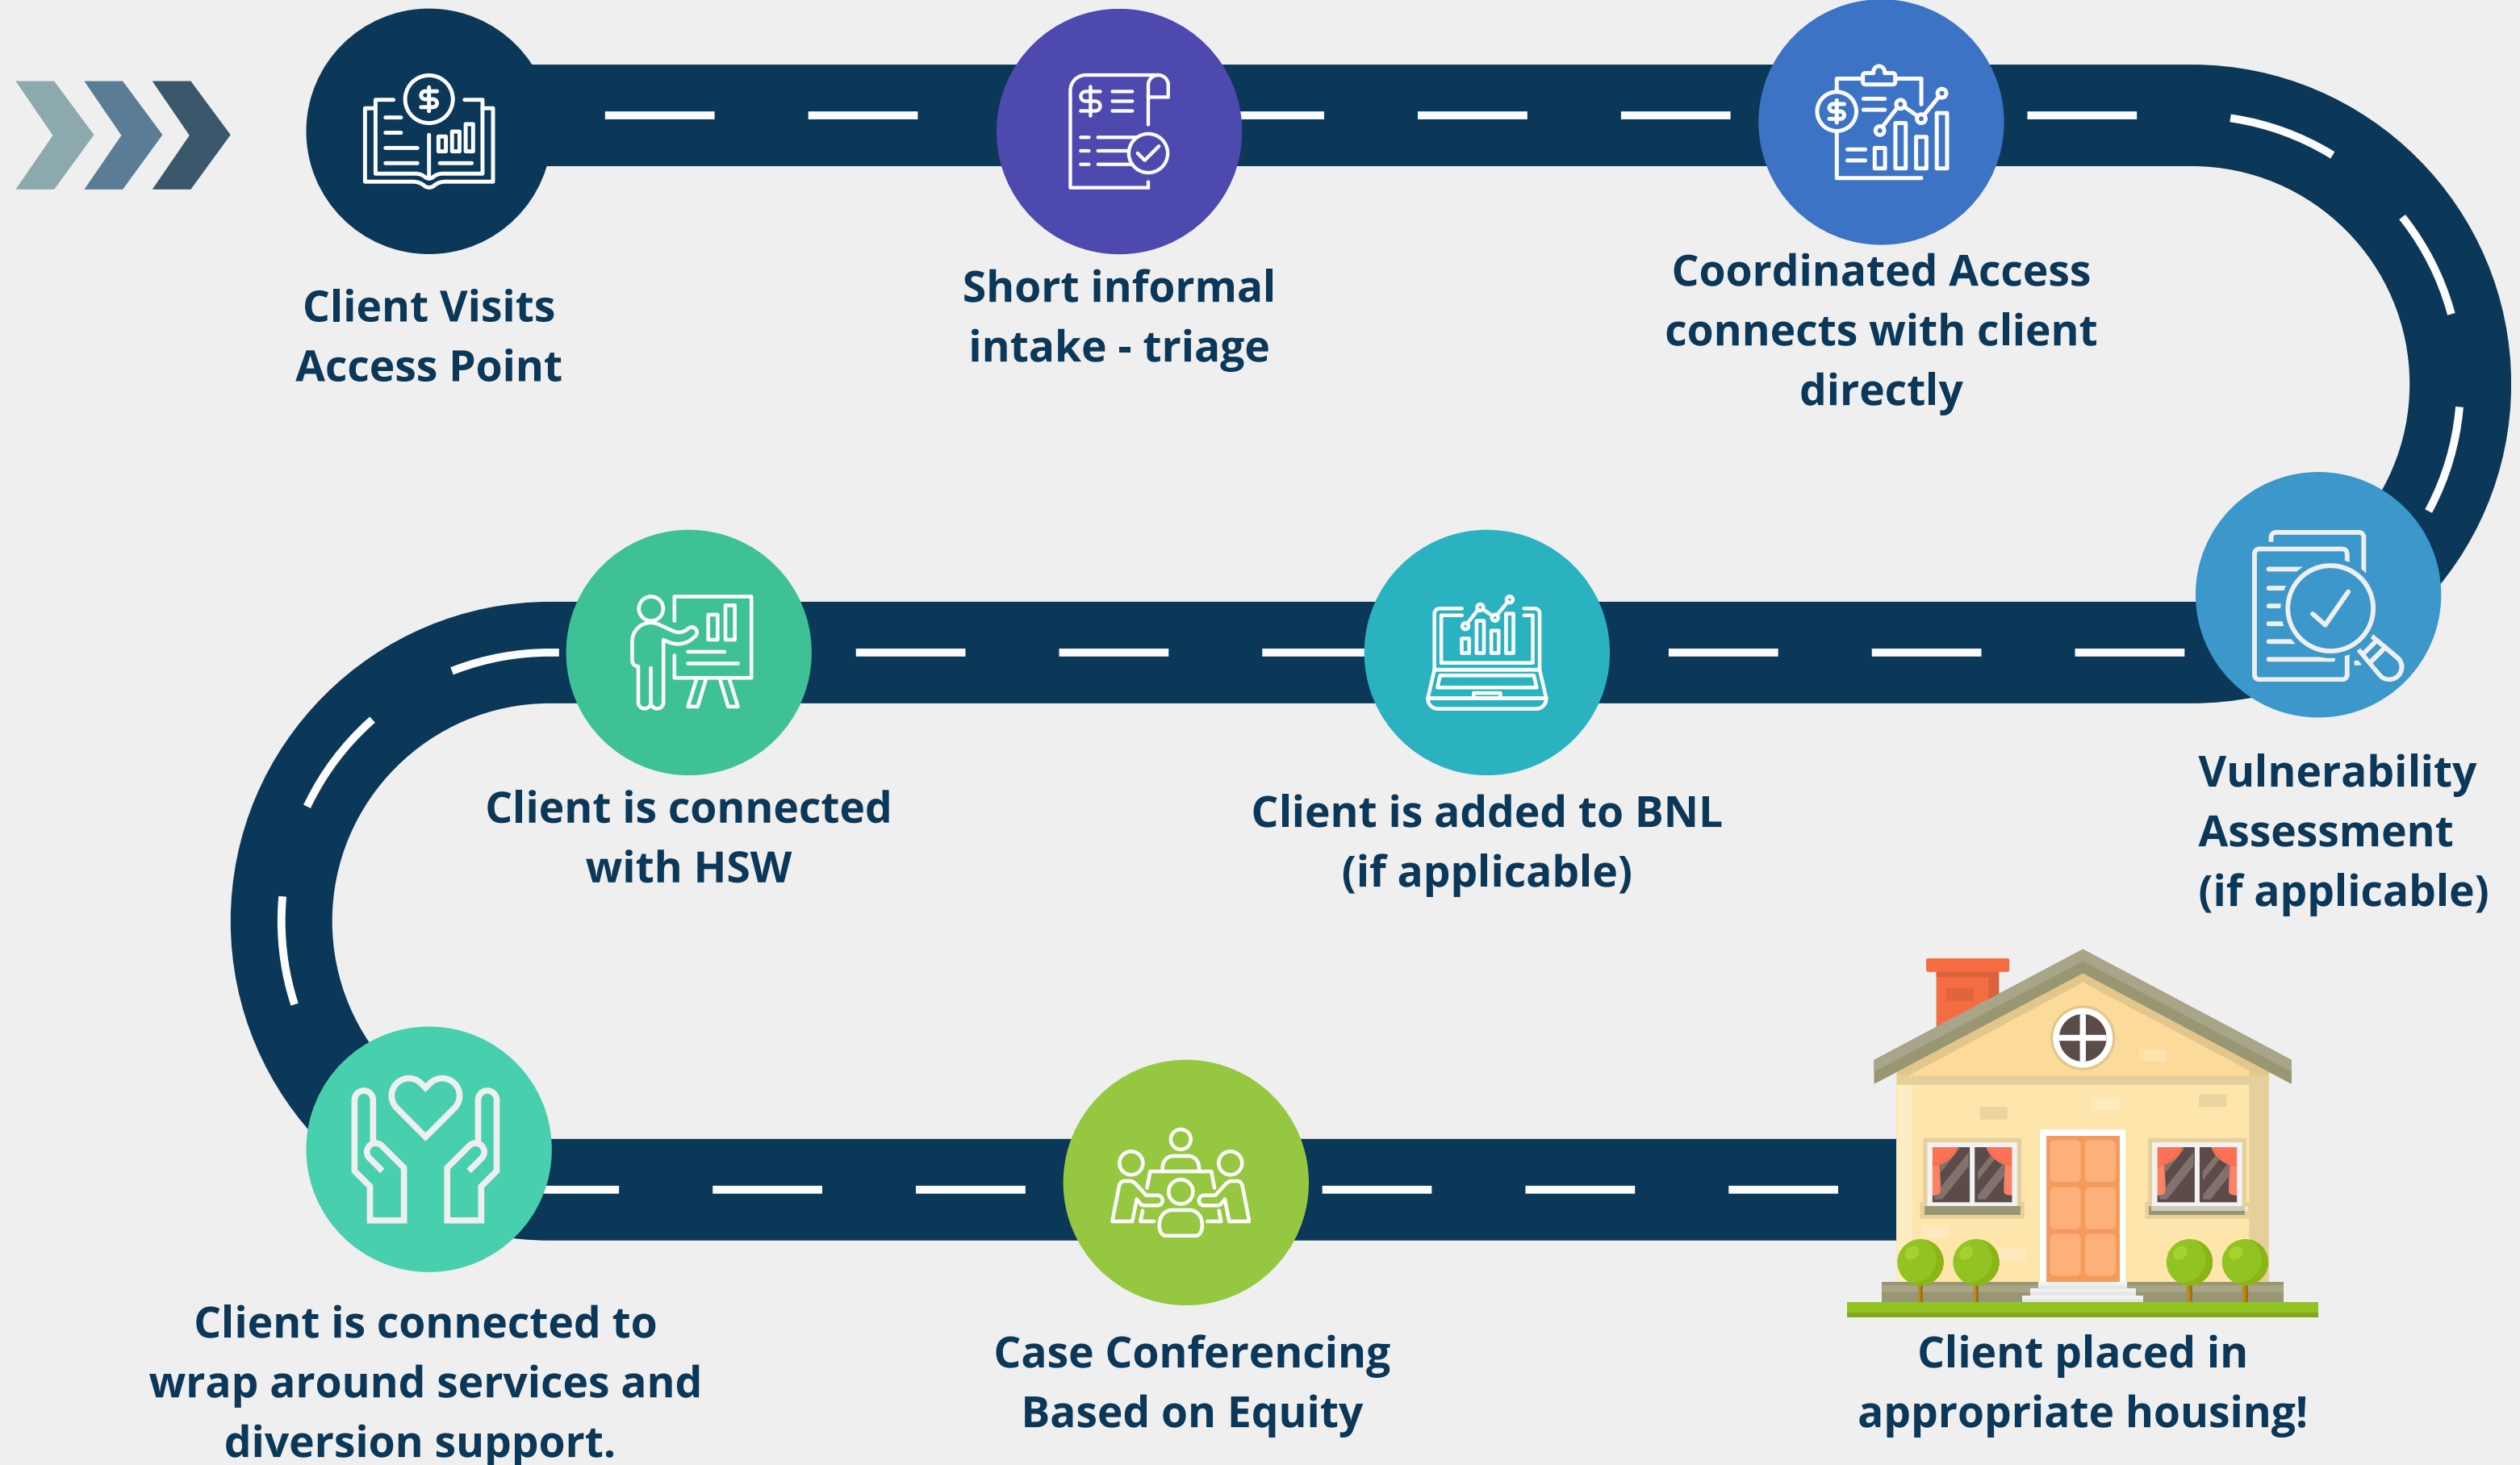 Client Visits
Access Point
Short informal
intake - triage
Coordinated Access
connects with client
directly
Vulnerability
Assessment
(if applicable)
Client is added to BNL
(if applicable)
Client is connected
with HSW
Client is connected to
wrap around services and
diversion support.
Case Conferencing
Based on Equity
Client placed in
appropriate housing!